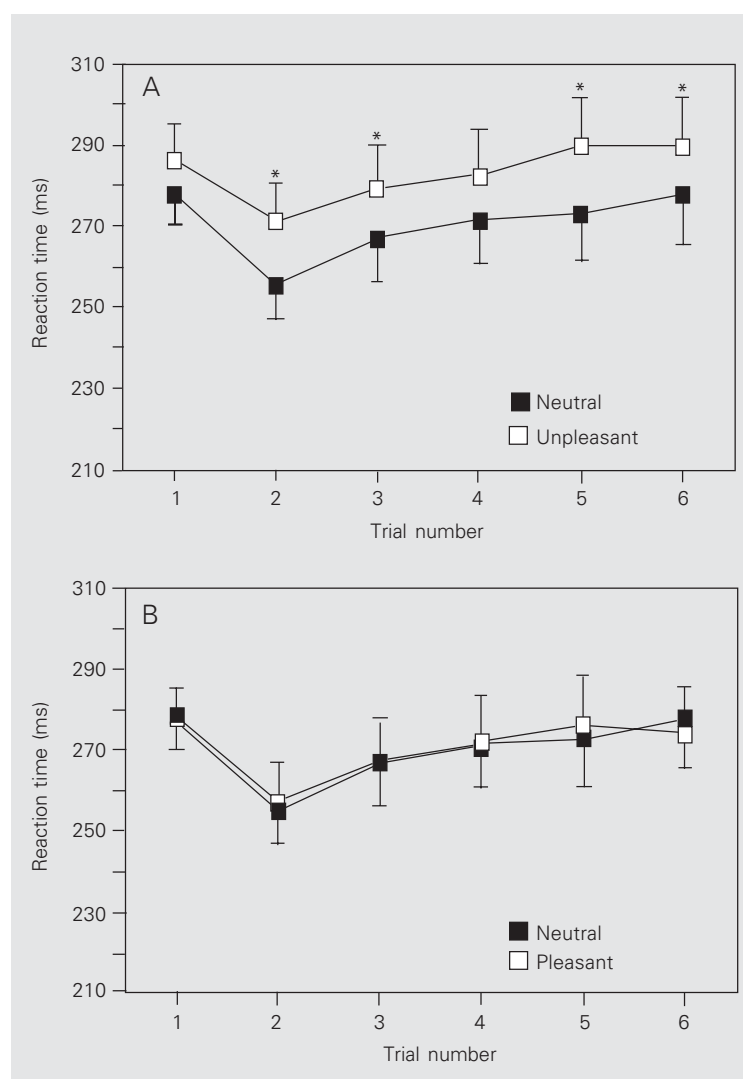 310
A
*
*
290
*
*
270
250
230
Neutral
Unpleasant
210
1 2 3 4 5 6
Trial number
Reaction time (ms)
310
B
290
270
250
230
Neutral
Pleasant
210
1 2 3 4 5 6
Trial number
Reaction time (ms)